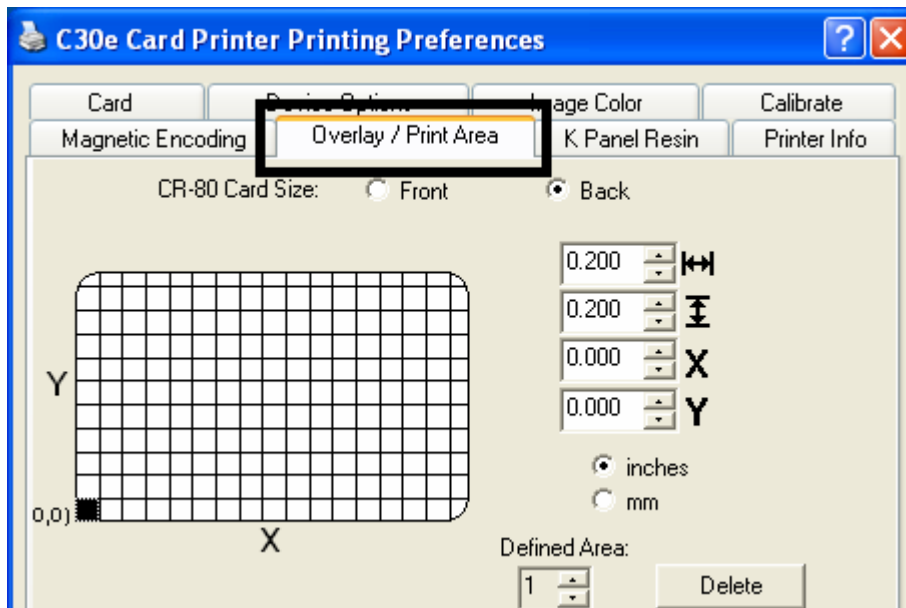 C30e Card Printer Printing Preferences
Card Device Options Image Color Calibrate
Magnetic Encoding Overlay / Print Area K Panel Resin Printer Info
CR-80 Card Size: Front Back
0.200
0.200
0.000 X
0.000 Y
Y
inches
mm
0,0)
X
Defined Area:
1 Delete